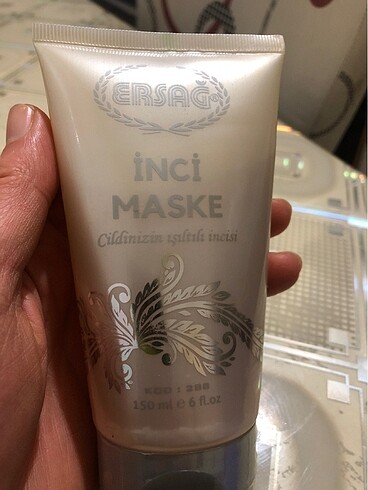 ERSAĞ
İNCİ
MASKE
Cildinizin ışıltılı incisi
KOD : 288
150 ml e 6 fl.oz